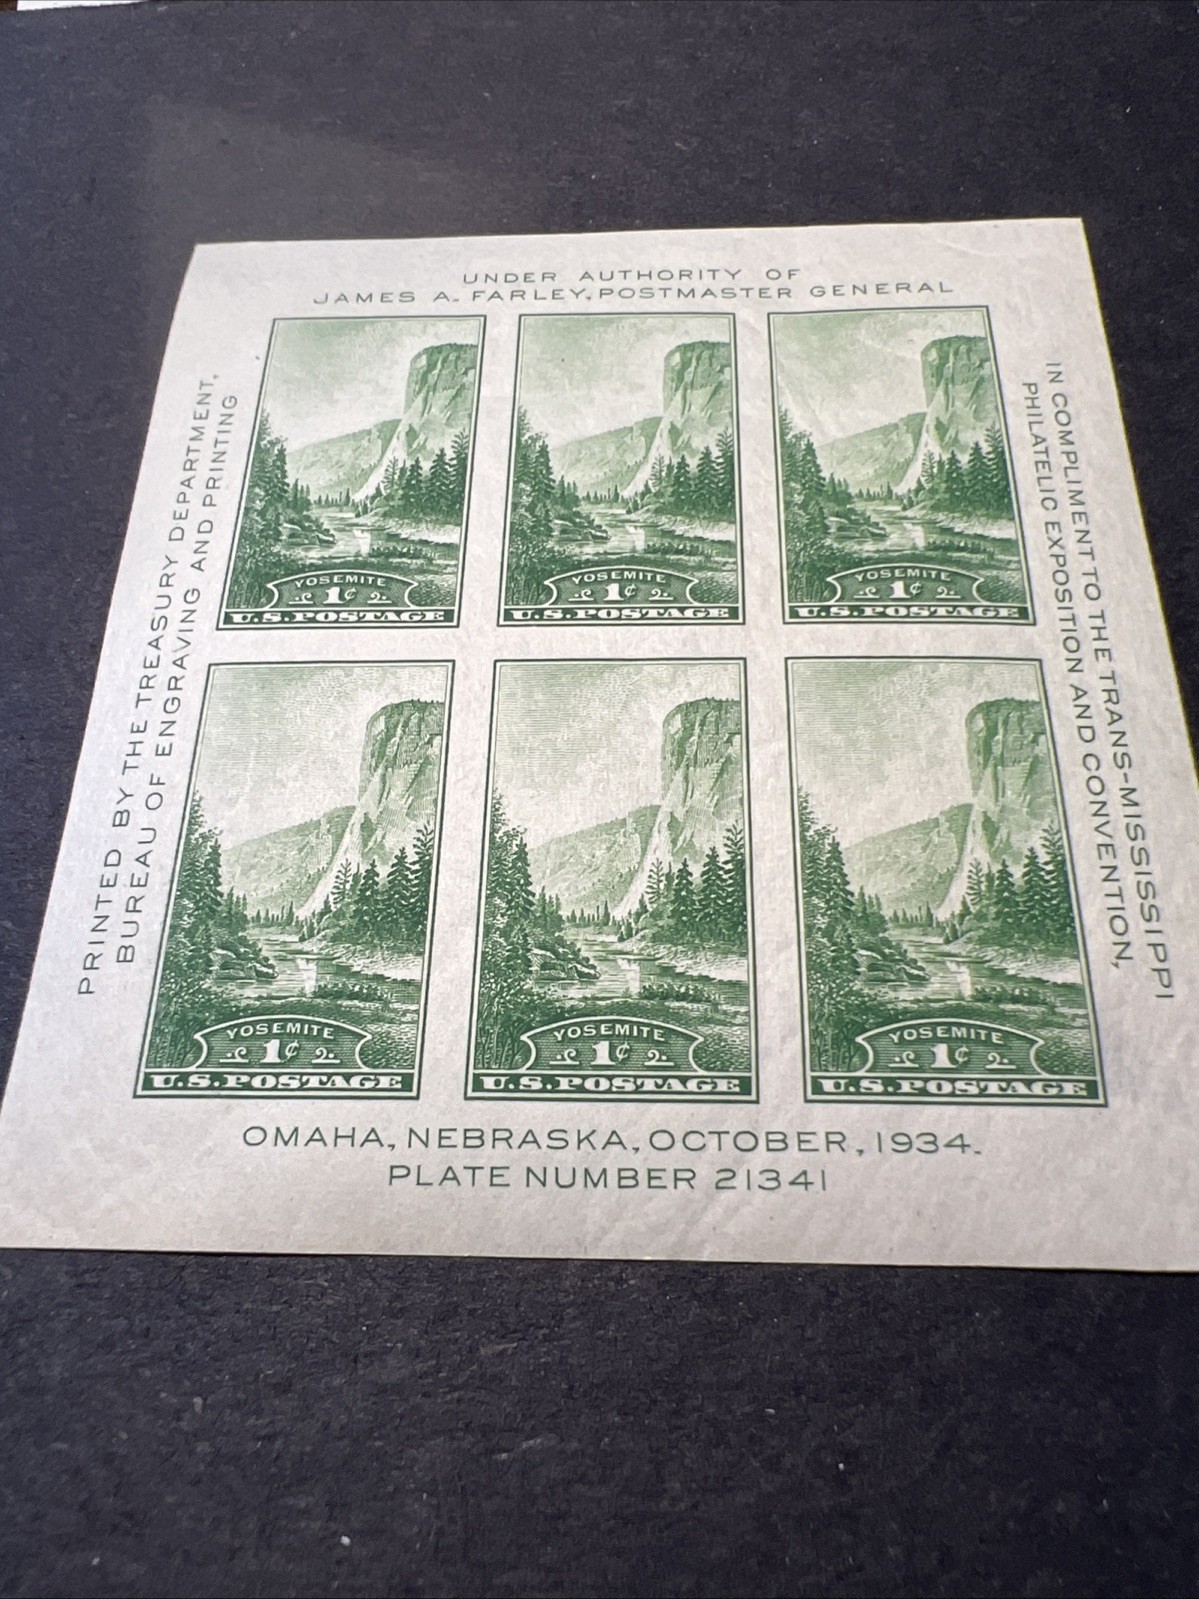 UNDER AUTHORITY OF
JAMES A. FARLEY, POSTMASTER GENERAL
PRINTED BY THE TREASURY DEPARTMENT,
BUREAU OF ENGRAVING AND PRINTING
IN COMPLIMENT TO THE TRANS-MISSISSIPPI
PHILATELIC EXPOSITION AND CONVENTION,
YOSEMITE
1¢
U.S.POSTAGE
YOSEMITE
1¢
U.S.POSTAGE
YOSEMITE
1¢
U.S.POSTAGE
YOSEMITE
1¢
U.S.POSTAGE
YOSEMITE
1¢
U.S.POSTAGE
YOSEMITE
1¢
U.S.POSTAGE
OMAHA, NEBRASKA, OCTOBER, 1934.
PLATE NUMBER 21341